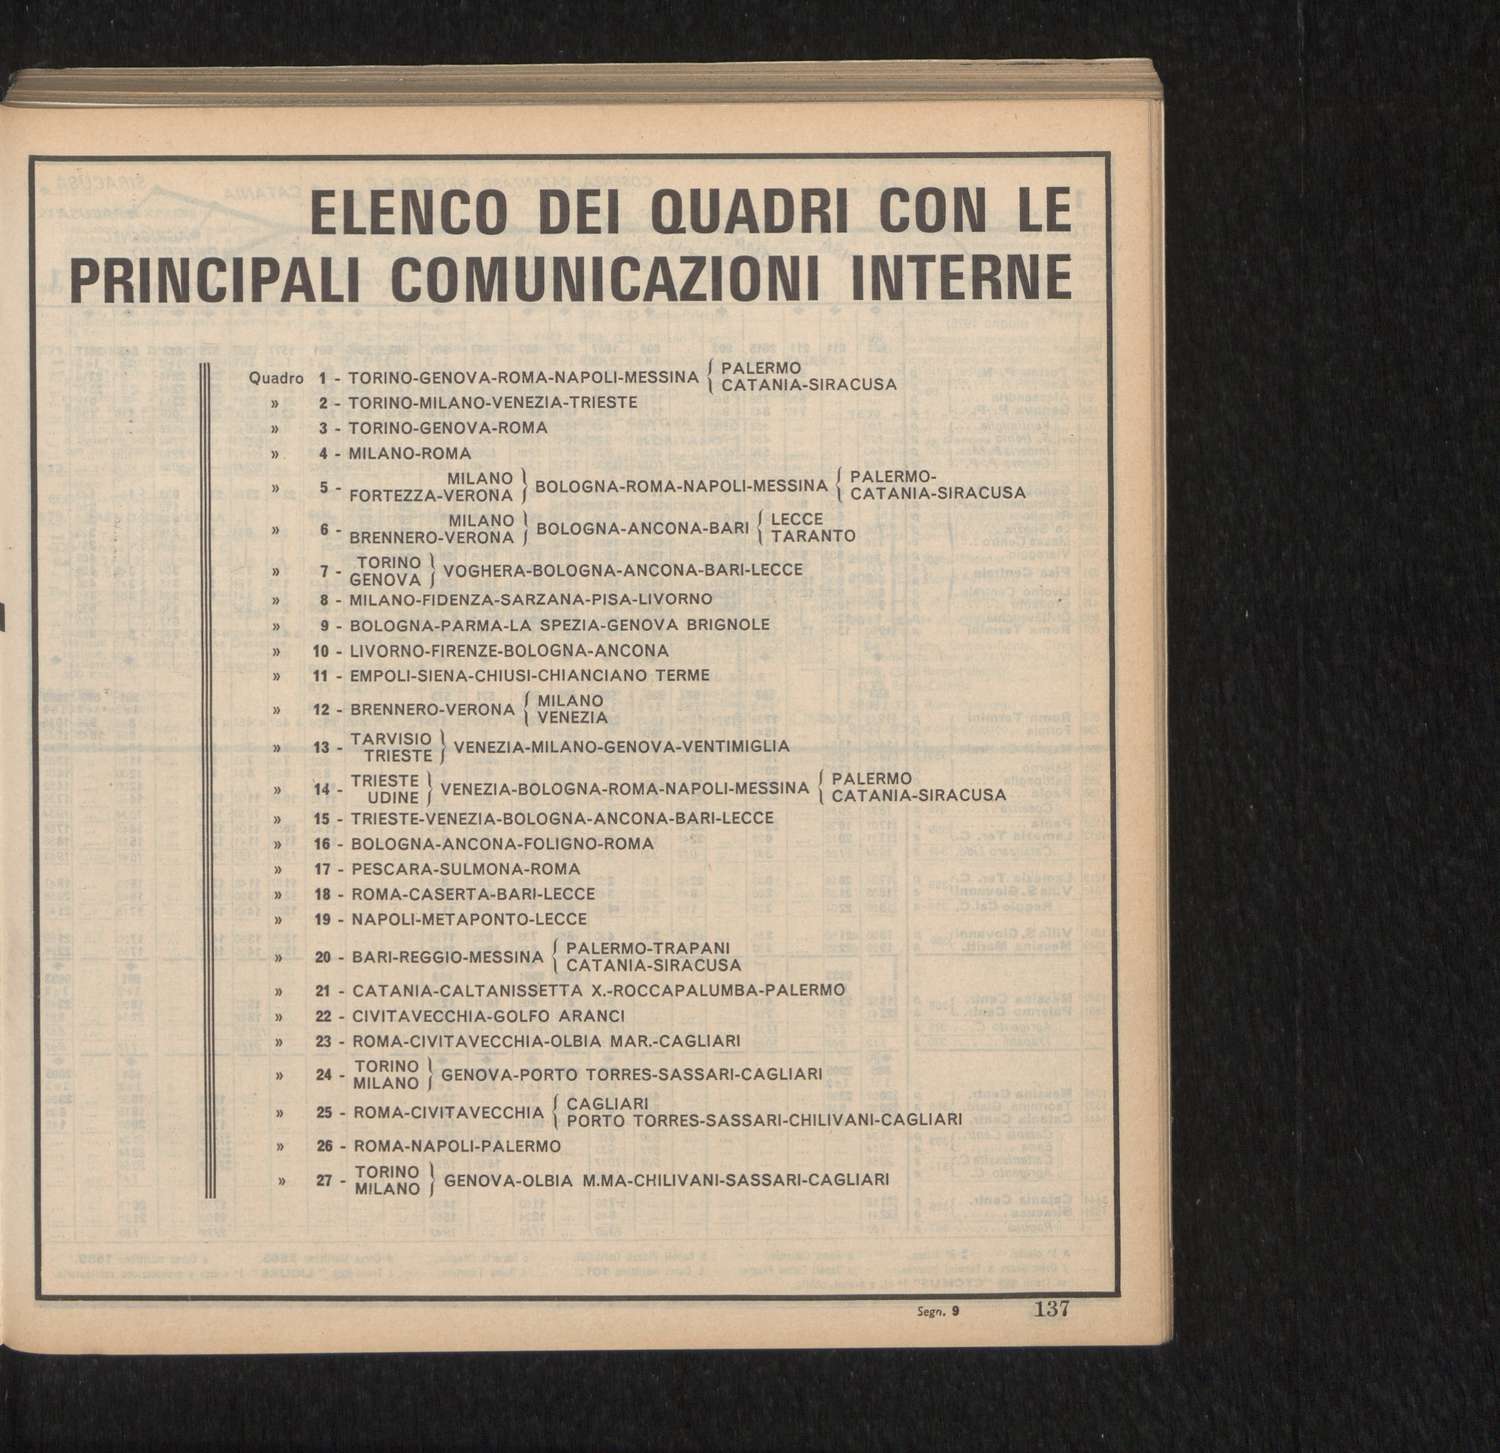 ELENCO DEI QUADRI CON LE
PRINCIPALI COMUNICAZIONI INTERNE
Quadro 1 - TORINO-GENOVA-ROMA-NAPOLI-MESSINA { PALERMO
CATANIA-SIRACUSA
» 2 - TORINO-MILANO-VENEZIA-TRIESTE
» 3 - TORINO-GENOVA-ROMA
» 4 - MILANO-ROMA
» 5 - MILANO
FORTEZZA-VERONA } BOLOGNA-ROMA-NAPOLI-MESSINA { PALERMO-
CATANIA-SIRACUSA
» 6 - MILANO
BRENNERO-VERONA } BOLOGNA-ANCONA-BARI { LECCE
TARANTO
» 7 - TORINO
GENOVA } VOGHERA-BOLOGNA-ANCONA-BARI-LECCE
» 8 - MILANO-FIDENZA-SARZANA-PISA-LIVORNO
» 9 - BOLOGNA-PARMA-LA SPEZIA-GENOVA BRIGNOLE
» 10 - LIVORNO-FIRENZE-BOLOGNA-ANCONA
» 11 - EMPOLI-SIENA-CHIUSI-CHIANCIANO TERME
» 12 - BRENNERO-VERONA { MILANO
VENEZIA
» 13 - TARVISIO
TRIESTE } VENEZIA-MILANO-GENOVA-VENTIMIGLIA
» 14 - TRIESTE
UDINE } VENEZIA-BOLOGNA-ROMA-NAPOLI-MESSINA { PALERMO
CATANIA-SIRACUSA
» 15 - TRIESTE-VENEZIA-BOLOGNA-ANCONA-BARI-LECCE
» 16 - BOLOGNA-ANCONA-FOLIGNO-ROMA
» 17 - PESCARA-SULMONA-ROMA
» 18 - ROMA-CASERTA-BARI-LECCE
» 19 - NAPOLI-METAPONTO-LECCE
» 20 - BARI-REGGIO-MESSINA { PALERMO-TRAPANI
CATANIA-SIRACUSA
» 21 - CATANIA-CALTANISSETTA X.-ROCCAPALUMBA-PALERMO
» 22 - CIVITAVECCHIA-GOLFO ARANCI
» 23 - ROMA-CIVITAVECCHIA-OLBIA MAR.-CAGLIARI
» 24 - TORINO
MILANO } GENOVA-PORTO TORRES-SASSARI-CAGLIARI
» 25 - ROMA-CIVITAVECCHIA { CAGLIARI
PORTO TORRES-SASSARI-CHILIVANI-CAGLIARI
» 26 - ROMA-NAPOLI-PALERMO
» 27 - TORINO
MILANO } GENOVA-OLBIA M.MA-CHILIVANI-SASSARI-CAGLIARI
Segn. 9 137